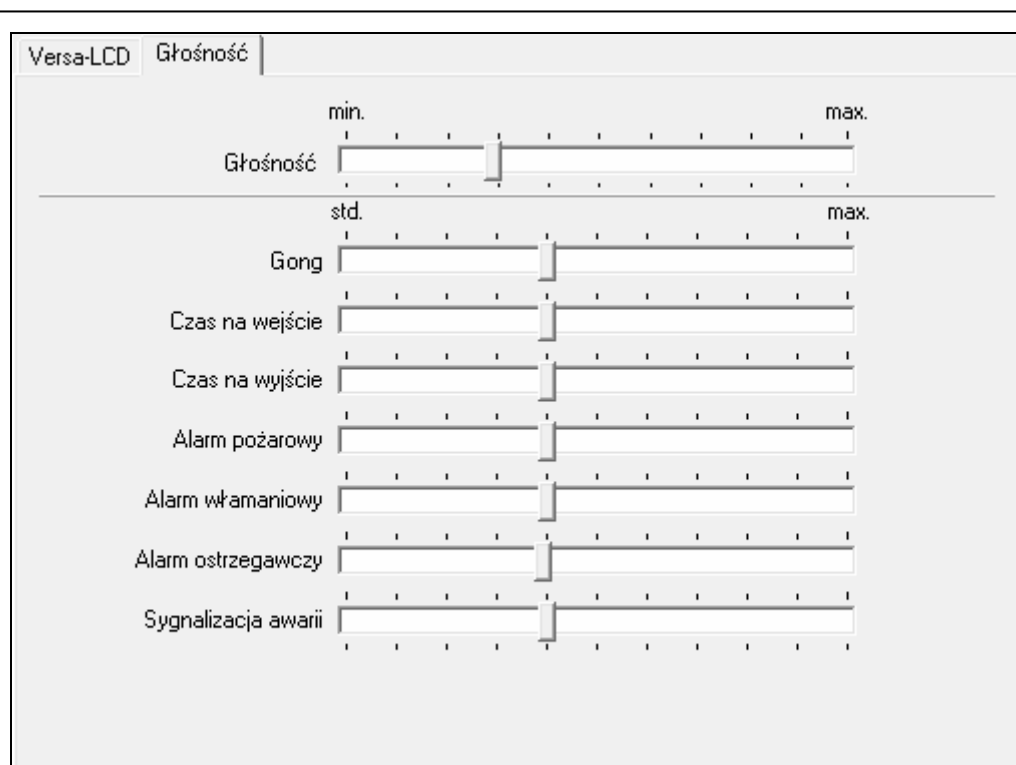 Versa-LCD Głośność
min. max.
Głośność
std. max.
Gong
Czas na wejście
Czas na wyjście
Alarm pożarowy
Alarm włamaniowy
Alarm ostrzegawczy
Sygnalizacja awarii